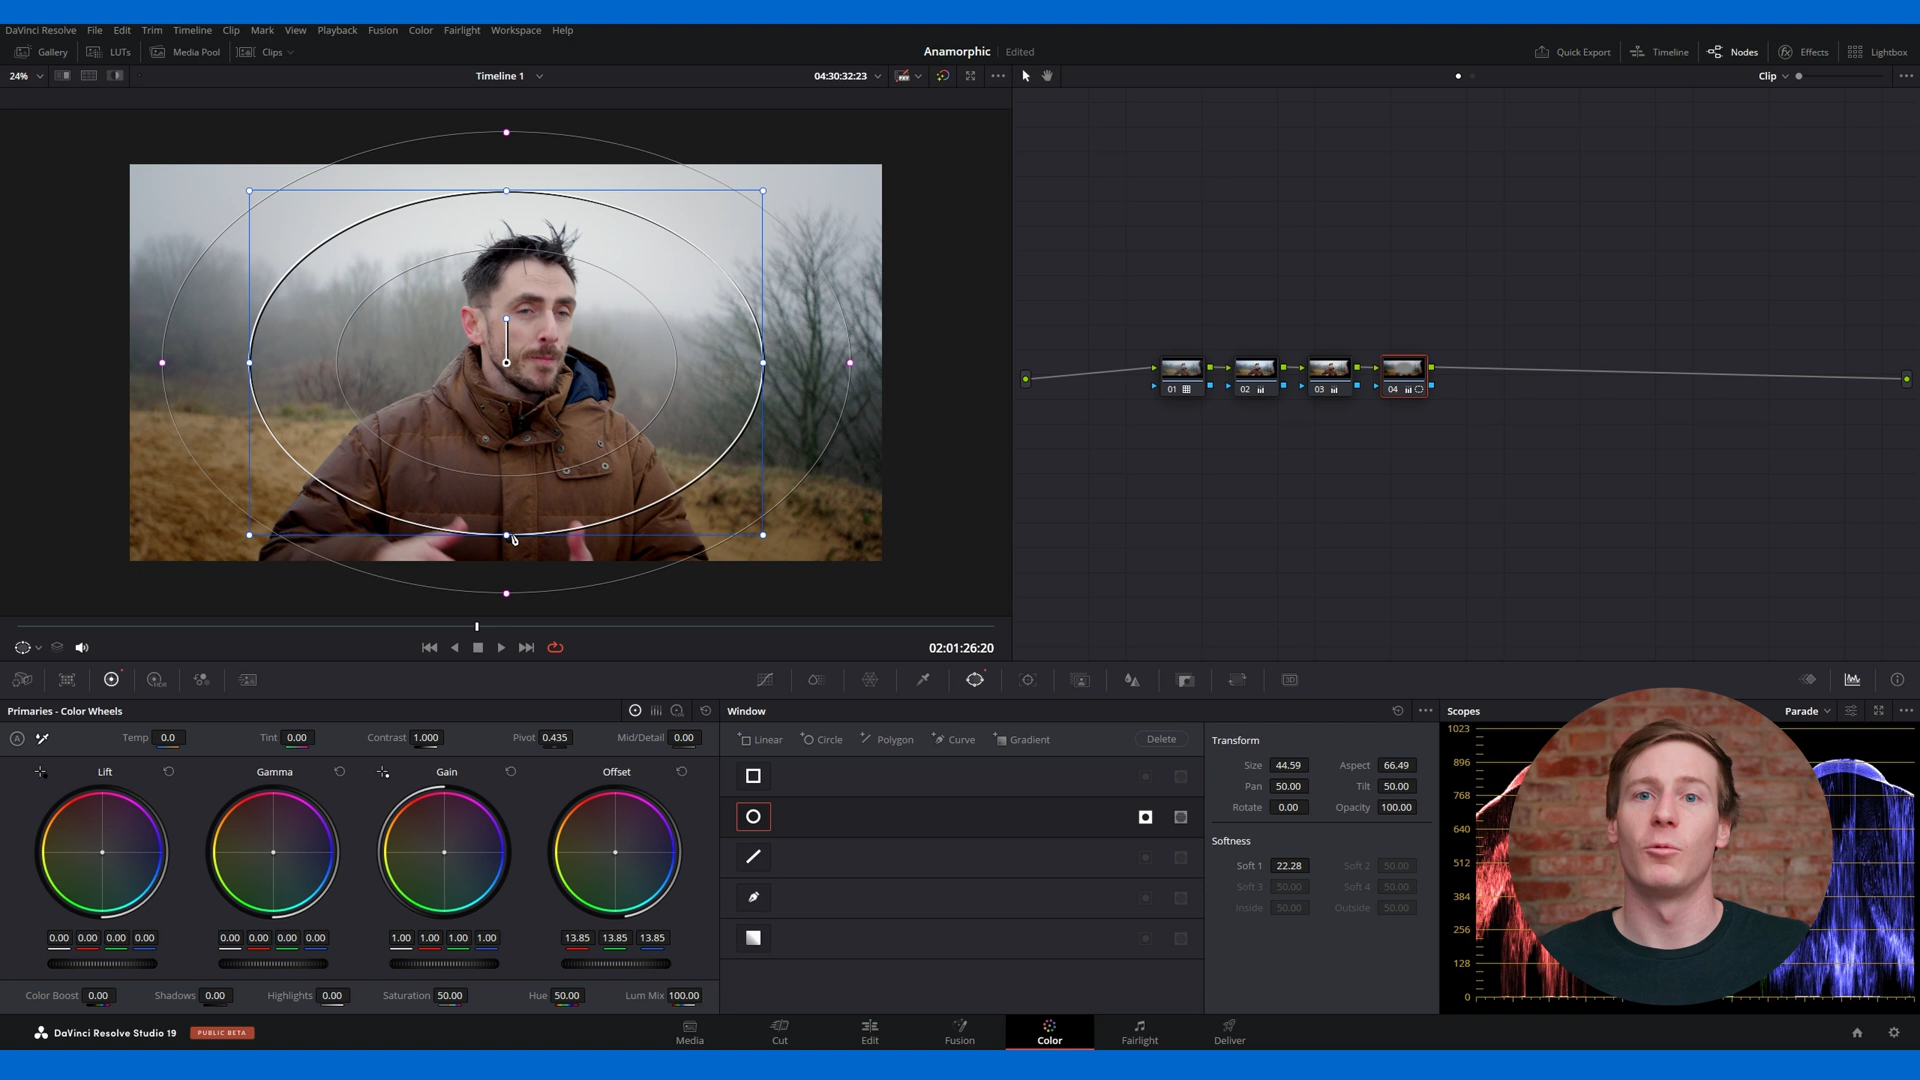 DaVinci Resolve File Edit Trim Timeline Clip Mark View Playback Fusion Color Fairlight Workspace Help
Gallery LUTs Media Pool Clips Anamorphic Edited Quick Export Timeline Nodes Effects Lightbox
24% Timeline 1 04:30:32:23 Clip
01 02 03 04
02:01:26:20
HDR 3D
Primaries - Color Wheels Window Scopes Parade
A Temp 0.0 Tint 0.00 Contrast 1.000 Pivot 0.435 Mid/Detail 0.00
Linear Circle Polygon Curve Gradient Delete
Lift Gamma Gain Offset
0.00 0.00 0.00 0.00 0.00 0.00 0.00 0.00 1.00 1.00 1.00 1.00 13.85 13.85 13.85
Color Boost 0.00 Shadows 0.00 Highlights 0.00 Saturation 50.00 Hue 50.00 Lum Mix 100.00
Transform
Size 44.59 Aspect 66.49
Pan 50.00 Tilt 50.00
Rotate 0.00 Opacity 100.00
Softness
Soft 1 22.28 Soft 2 50.00
Soft 3 50.00 Soft 4 50.00
Inside 50.00 Outside 50.00
1023
896
768
640
512
384
256
128
0
DaVinci Resolve Studio 19 PUBLIC BETA
Media Cut Edit Fusion Color Fairlight Deliver